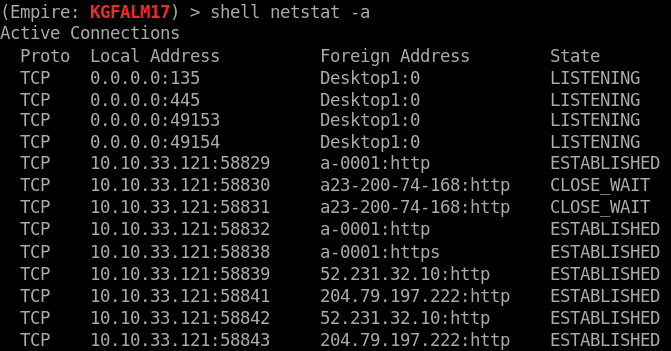 (Empire: KGFALM17) > shell netstat -a
Active Connections
Proto Local Address Foreign Address State
TCP 0.0.0.0:135 Desktop1:0 LISTENING
TCP 0.0.0.0:445 Desktop1:0 LISTENING
TCP 0.0.0.0:49153 Desktop1:0 LISTENING
TCP 0.0.0.0:49154 Desktop1:0 LISTENING
TCP 10.10.33.121:58829 a-0001:http ESTABLISHED
TCP 10.10.33.121:58830 a23-200-74-168:http CLOSE_WAIT
TCP 10.10.33.121:58831 a23-200-74-168:http CLOSE_WAIT
TCP 10.10.33.121:58832 a-0001:http ESTABLISHED
TCP 10.10.33.121:58838 a-0001:https ESTABLISHED
TCP 10.10.33.121:58839 52.231.32.10:http ESTABLISHED
TCP 10.10.33.121:58841 204.79.197.222:http ESTABLISHED
TCP 10.10.33.121:58842 52.231.32.10:http ESTABLISHED
TCP 10.10.33.121:58843 204.79.197.222:http ESTABLISHED